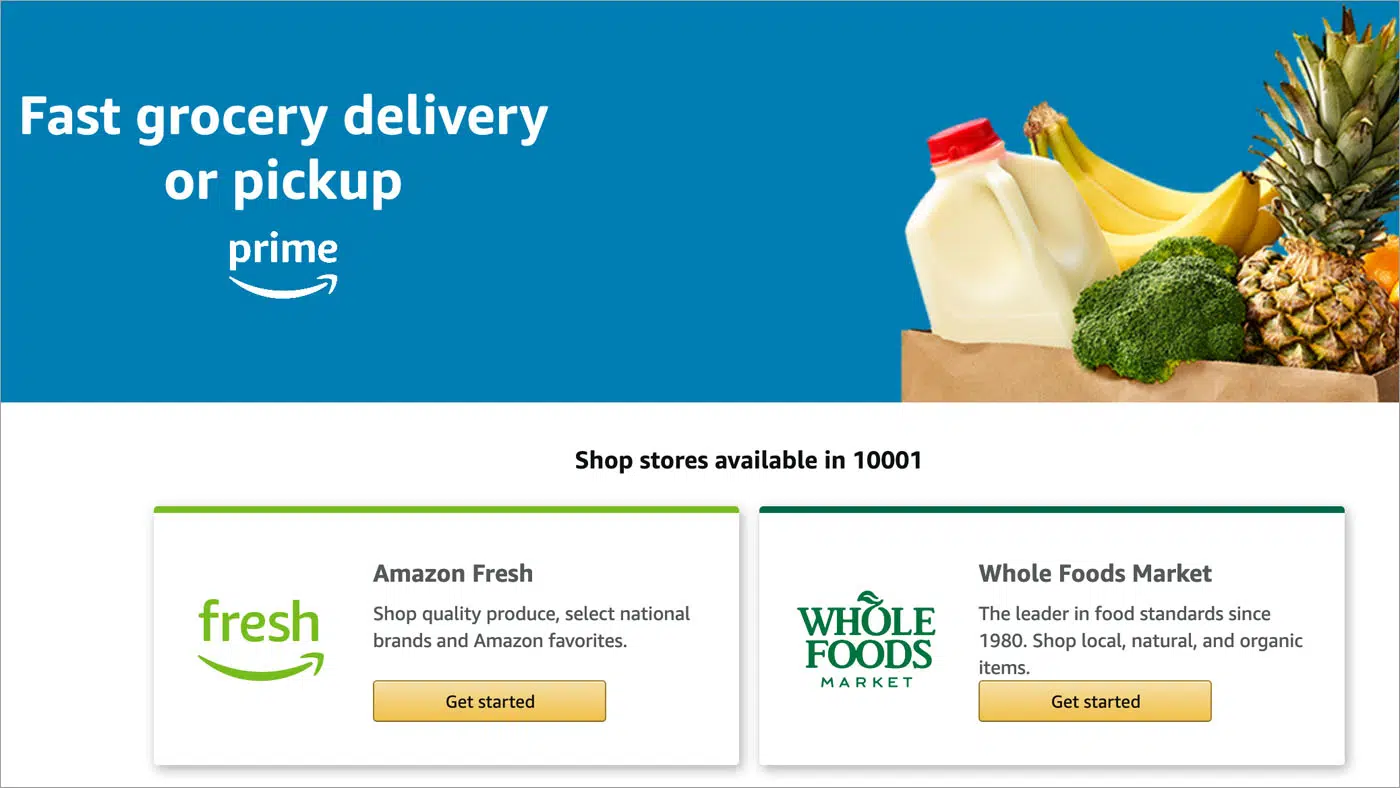 Fast grocery delivery
or pickup
prime
Shop stores available in 10001
fresh
Amazon Fresh
Shop quality produce, select national
brands and Amazon favorites.
Get started
WHOLE
FOODS
MARKET
Whole Foods Market
The leader in food standards since
1980. Shop local, natural, and organic
items.
Get started